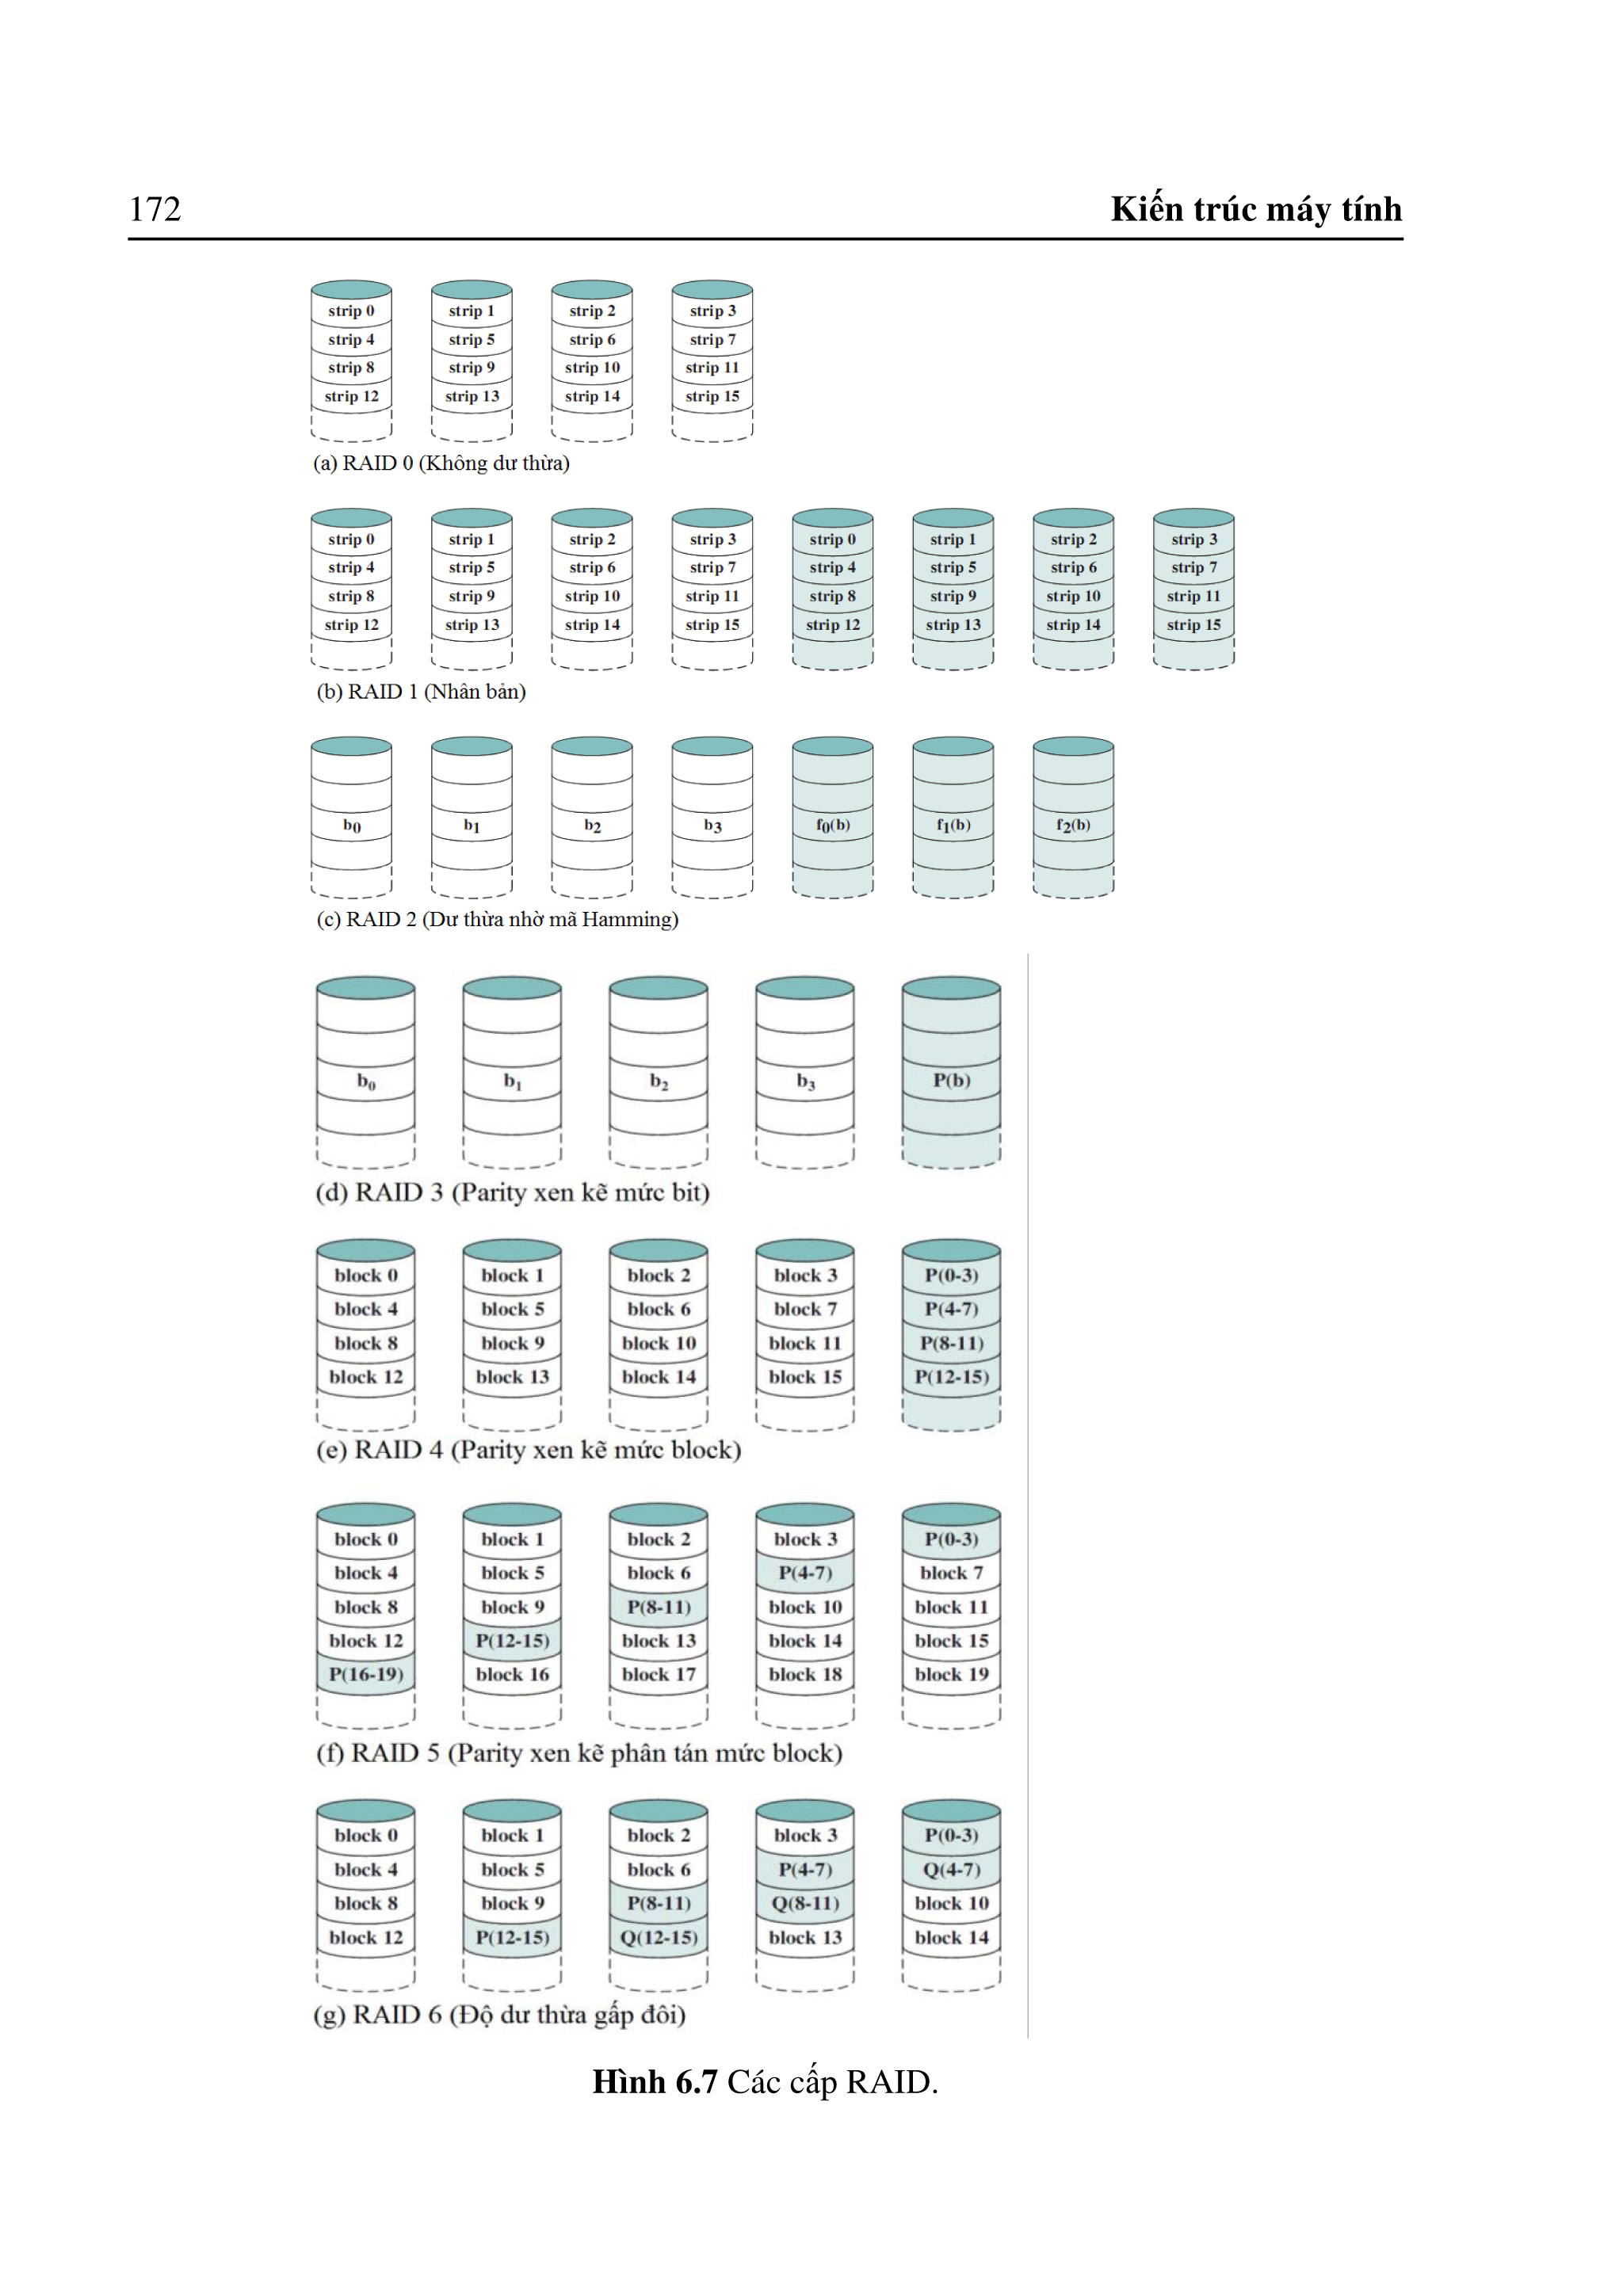 172 Kiến trúc máy tính
strip 0 strip 1 strip 2 strip 3
strip 4 strip 5 strip 6 strip 7
strip 8 strip 9 strip 10 strip 11
strip 12 strip 13 strip 14 strip 15
(a) RAID 0 (Không dư thừa)
strip 0 strip 1 strip 2 strip 3 strip 0 strip 1 strip 2 strip 3
strip 4 strip 5 strip 6 strip 7 strip 4 strip 5 strip 6 strip 7
strip 8 strip 9 strip 10 strip 11 strip 8 strip 9 strip 10 strip 11
strip 12 strip 13 strip 14 strip 15 strip 12 strip 13 strip 14 strip 15
(b) RAID 1 (Nhân bản)
b0 b1 b2 b3 f0(b) f1(b) f2(b)
(c) RAID 2 (Dư thừa nhờ mã Hamming)
b0 b1 b2 b3 P(b)
(d) RAID 3 (Parity xen kẽ mức bit)
block 0 block 1 block 2 block 3 P(0-3)
block 4 block 5 block 6 block 7 P(4-7)
block 8 block 9 block 10 block 11 P(8-11)
block 12 block 13 block 14 block 15 P(12-15)
(e) RAID 4 (Parity xen kẽ mức block)
block 0 block 1 block 2 block 3 P(0-3)
block 4 block 5 block 6 P(4-7) block 7
block 8 block 9 P(8-11) block 10 block 11
block 12 P(12-15) block 13 block 14 block 15
P(16-19) block 16 block 17 block 18 block 19
(f) RAID 5 (Parity xen kẽ phân tán mức block)
block 0 block 1 block 2 block 3 P(0-3)
block 4 block 5 block 6 P(4-7) Q(4-7)
block 8 block 9 P(8-11) Q(8-11) block 10
block 12 P(12-15) Q(12-15) block 13 block 14
(g) RAID 6 (Độ dư thừa gấp đôi)
Hình 6.7 Các cấp RAID.